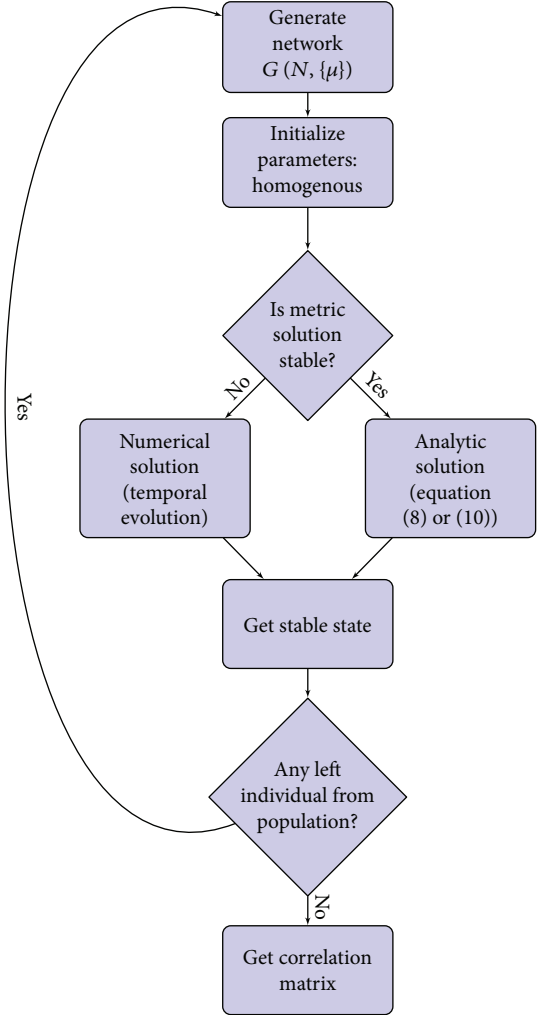 Generate
network
G (N, {μ})
Initialize
parameters:
homogenous
Is metric
solution
stable?
No
Yes
Numerical
solution
(temporal
evolution)
Analytic
solution
(equation
(8) or (10))
Get stable state
Any left
individual from
population?
Yes
No
Get correlation
matrix